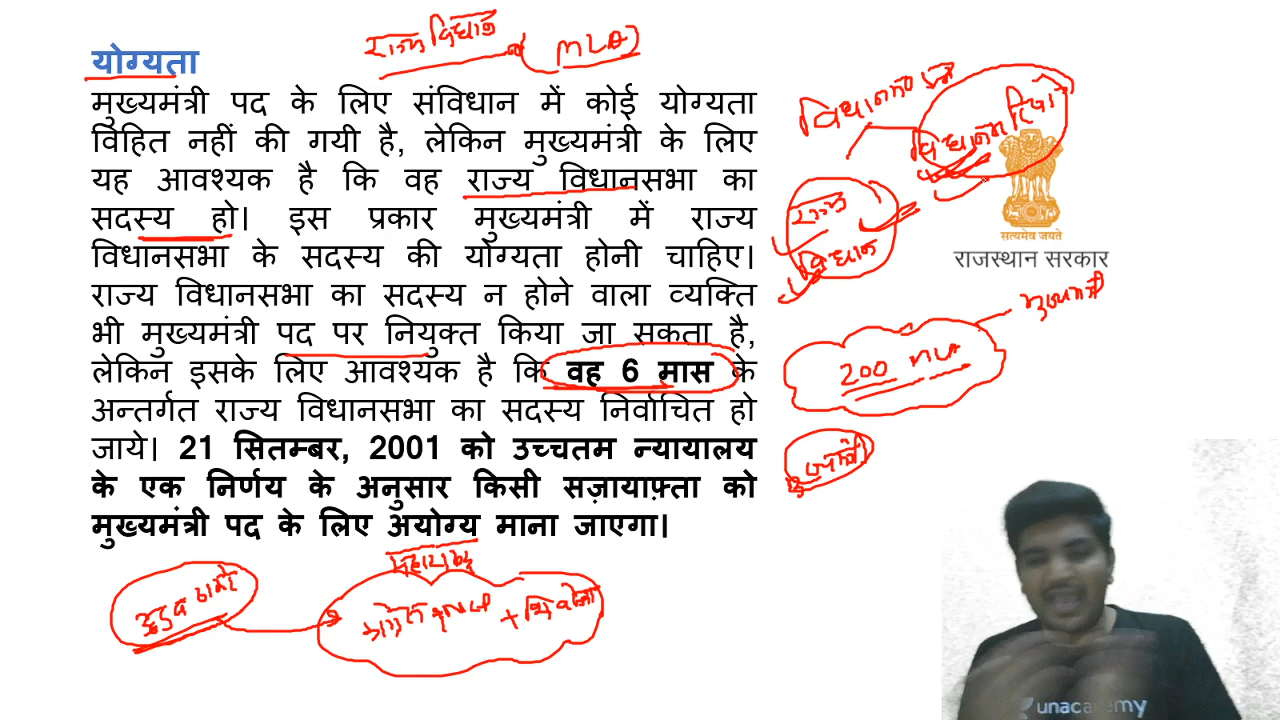 योग्यता
मुख्यमंत्री पद के लिए संविधान में कोई योग्यता
विहित नहीं की गयी है, लेकिन मुख्यमंत्री के लिए
यह आवश्यक है कि वह राज्य विधानसभा का
सदस्य हो। इस प्रकार मुख्यमंत्री में राज्य
विधानसभा के सदस्य की योग्यता होनी चाहिए।
राज्य विधानसभा का सदस्य न होने वाला व्यक्ति
भी मुख्यमंत्री पद पर नियुक्त किया जा सकता है,
लेकिन इसके लिए आवश्यक है कि वह 6 मास के
अन्तर्गत राज्य विधानसभा का सदस्य निर्वाचित हो
जाये। 21 सितम्बर, 2001 को उच्चतम न्यायालय
के एक निर्णय के अनुसार किसी सज़ायाफ़्ता को
मुख्यमंत्री पद के लिए अयोग्य माना जाएगा।
राज्य विधान
MLA
राज्य
विधान
सत्यमेव जयते
राजस्थान सरकार
200 MLA
unacademy